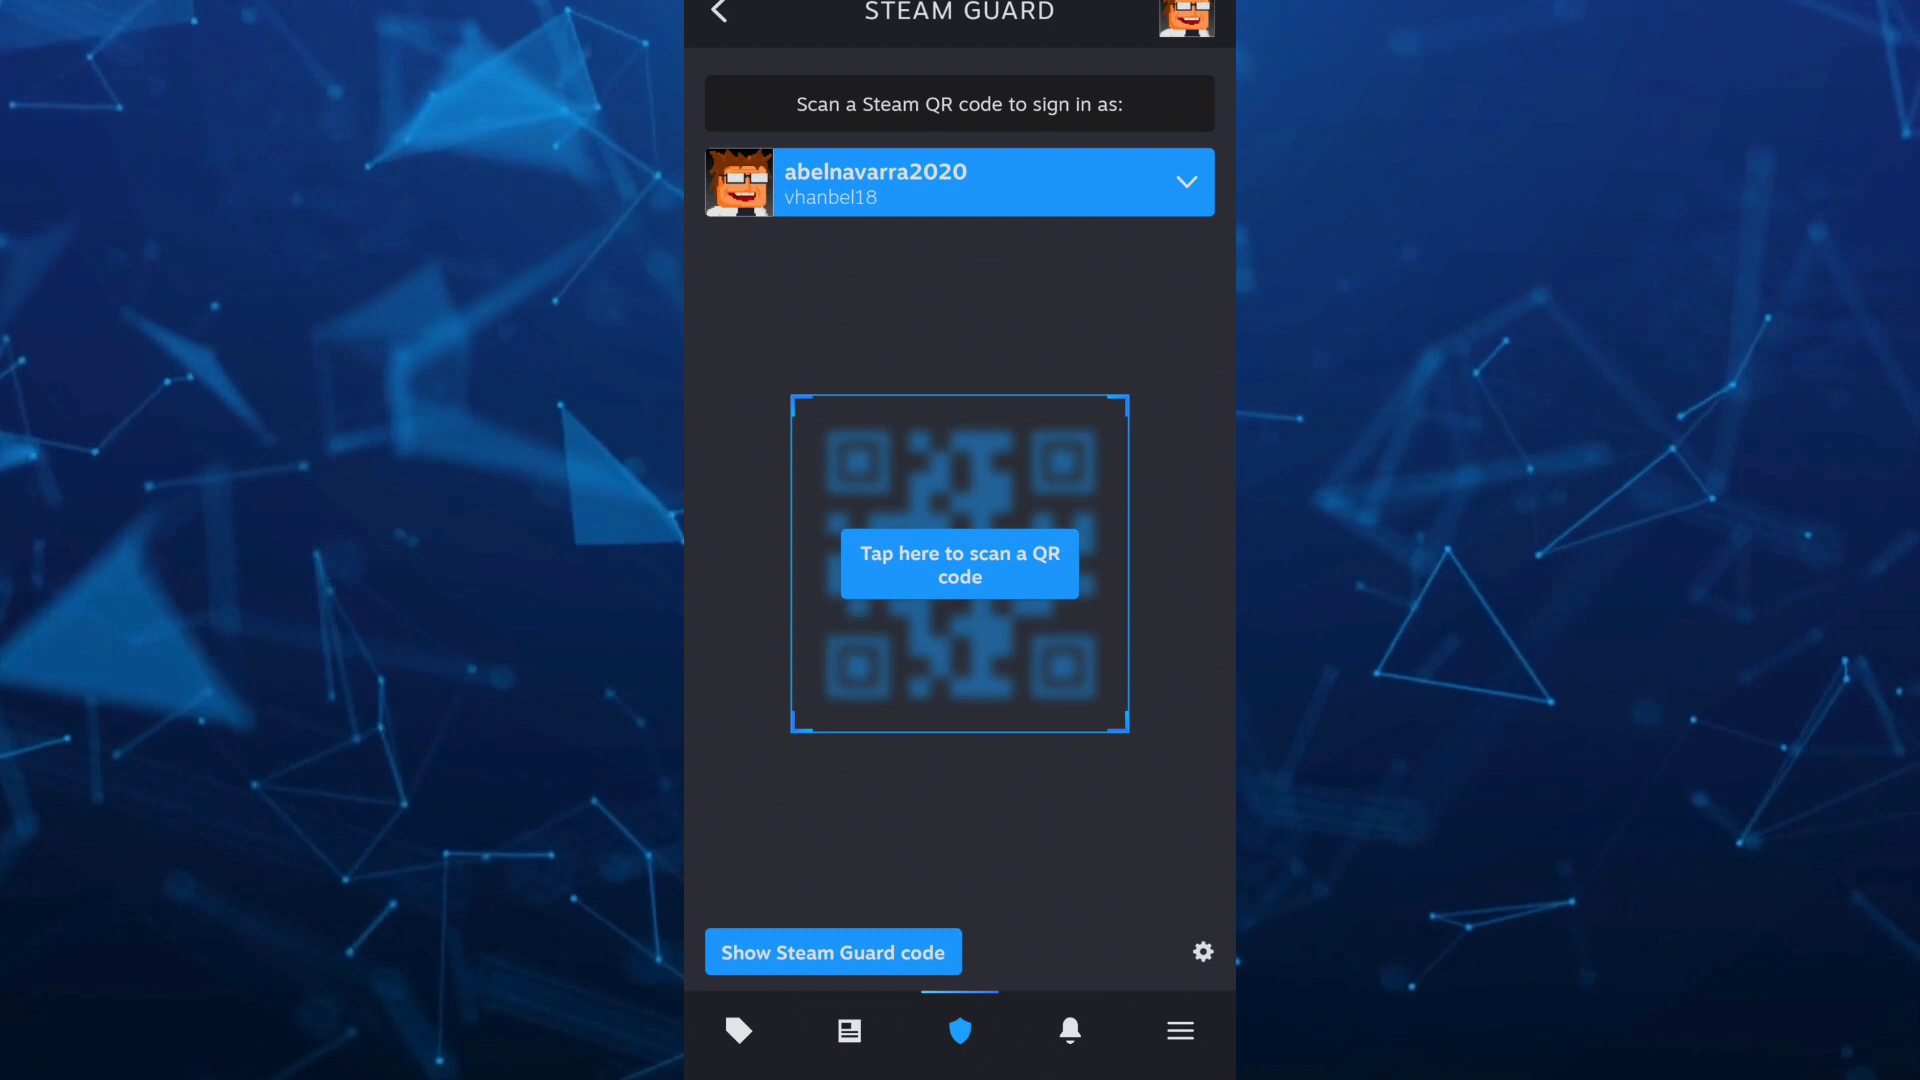 STEAM GUARD
Scan a Steam QR code to sign in as:
abelnavarra2020
vhanbel18
Tap here to scan a QR
code
Show Steam Guard code